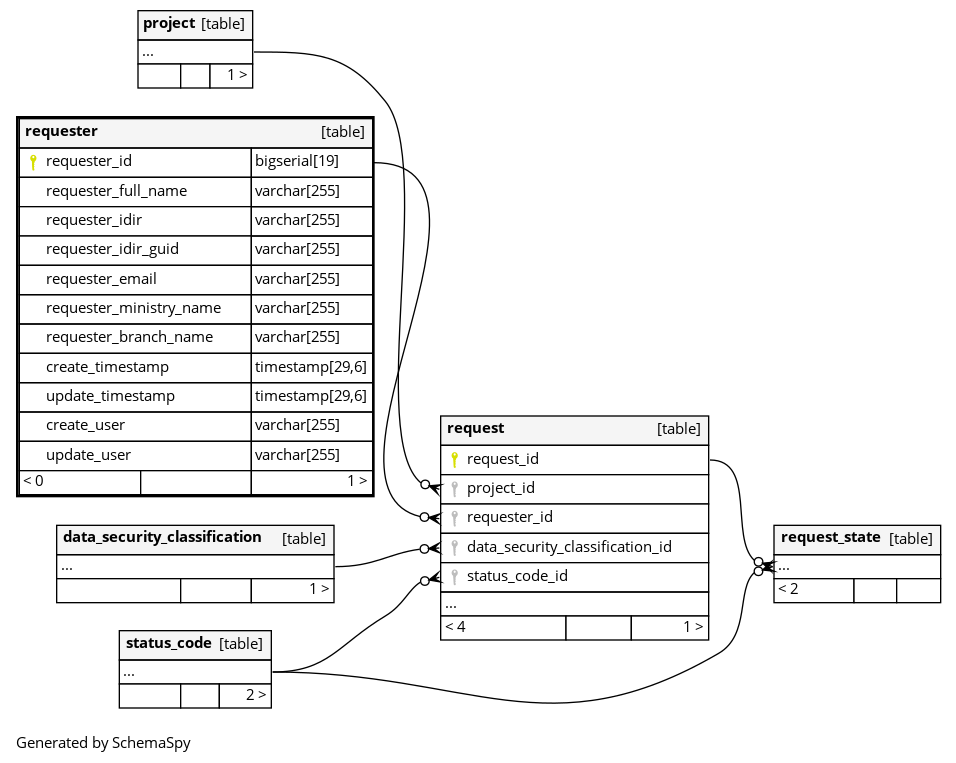 project [table]
...
1 >
requester [table]
requester_id bigserial[19]
requester_full_name varchar[255]
requester_idir varchar[255]
requester_idir_guid varchar[255]
requester_email varchar[255]
requester_ministry_name varchar[255]
requester_branch_name varchar[255]
create_timestamp timestamp[29,6]
update_timestamp timestamp[29,6]
create_user varchar[255]
update_user varchar[255]
< 0 1 >
request [table]
request_id
project_id
requester_id
data_security_classification_id
status_code_id
...
< 4 1 >
data_security_classification [table]
...
1 >
request_state [table]
...
< 2
status_code [table]
...
2 >
Generated by SchemaSpy